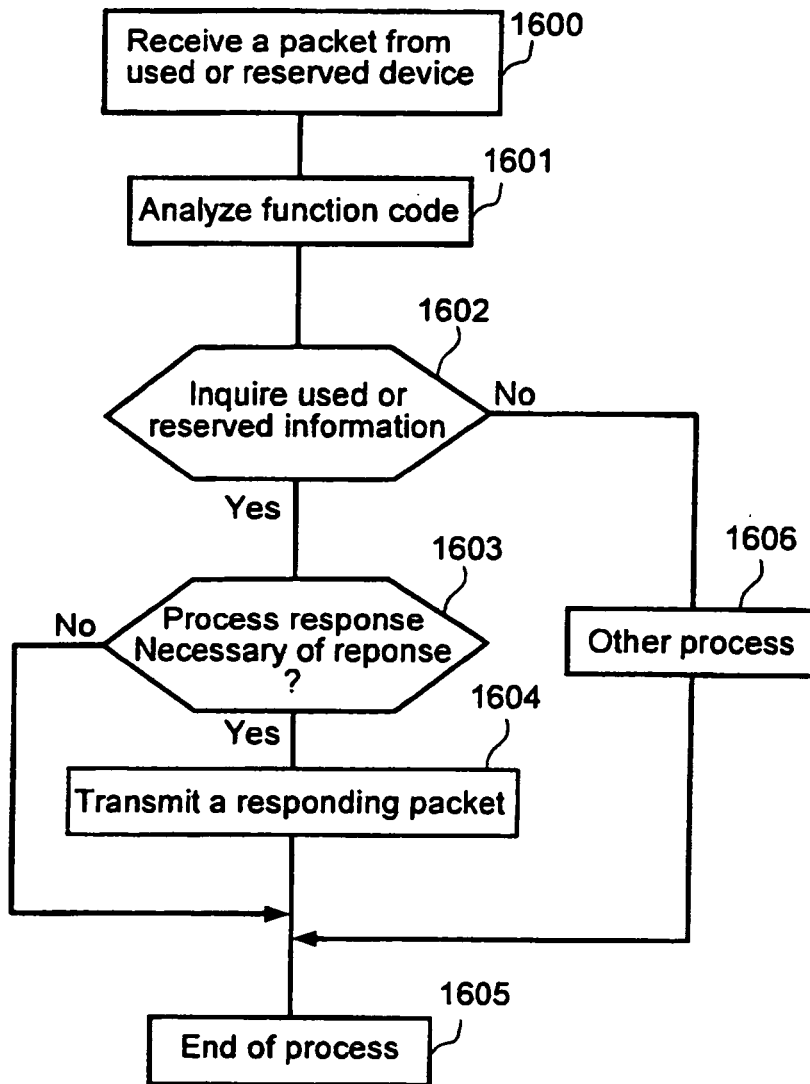 Receive a packet from
used or reserved device
1600
1601
Analyze function code
1602
Inquire used or
reserved information
No
Yes
1603
1606
No
Process response
Necessary of reponse
?
Other process
1604
Yes
Transmit a responding packet
1605
End of process